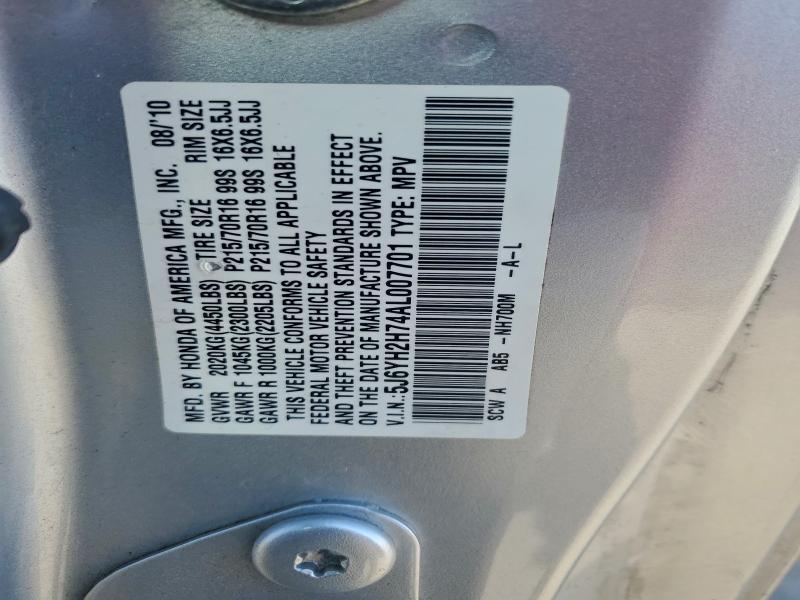 MFD. BY HONDA OF AMERICA MFG., INC. 08/'10
GVWR 2020KG(4450LBS) TIRE SIZE RIM SIZE
GAWR F 1045KG(2300LBS) P215/70R16 99S 16X6.5JJ
GAWR R 1000KG(2205LBS) P215/70R16 99S 16X6.5JJ
THIS VEHICLE CONFORMS TO ALL APPLICABLE
FEDERAL MOTOR VEHICLE SAFETY
AND THEFT PREVENTION STANDARDS IN EFFECT
ON THE DATE OF MANUFACTURE SHOWN ABOVE.
V.I.N.:5J6YH2H74AL007701 TYPE: MPV
SCW A AB5 -NH700M -A-L